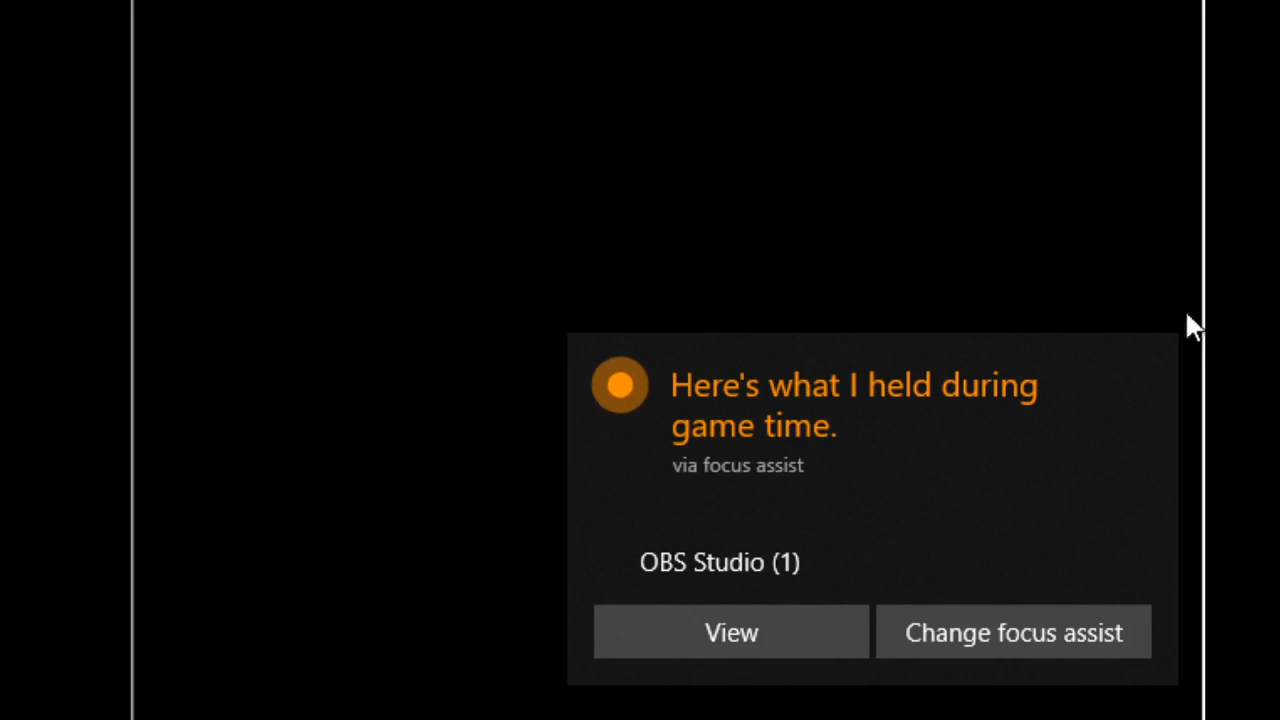 Here's what I held during
game time.
via focus assist
OBS Studio (1)
View
Change focus assist